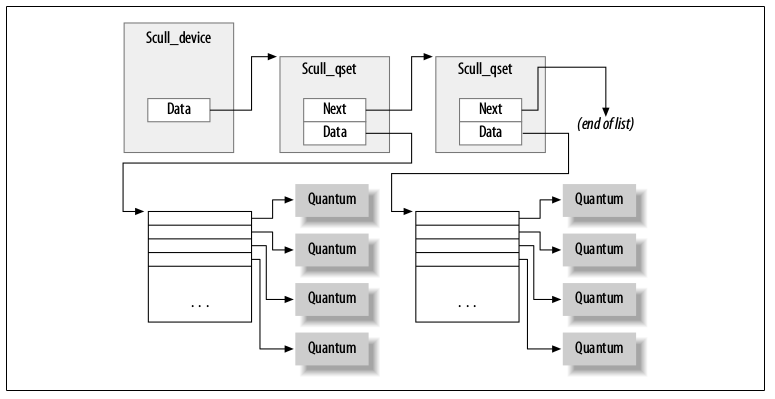 Scull_device
Scull_qset
Scull_qset
Data
Next
Data
Next
Data
(end of list)
Quantum
Quantum
Quantum
Quantum
. . .
Quantum
Quantum
Quantum
Quantum
. . .